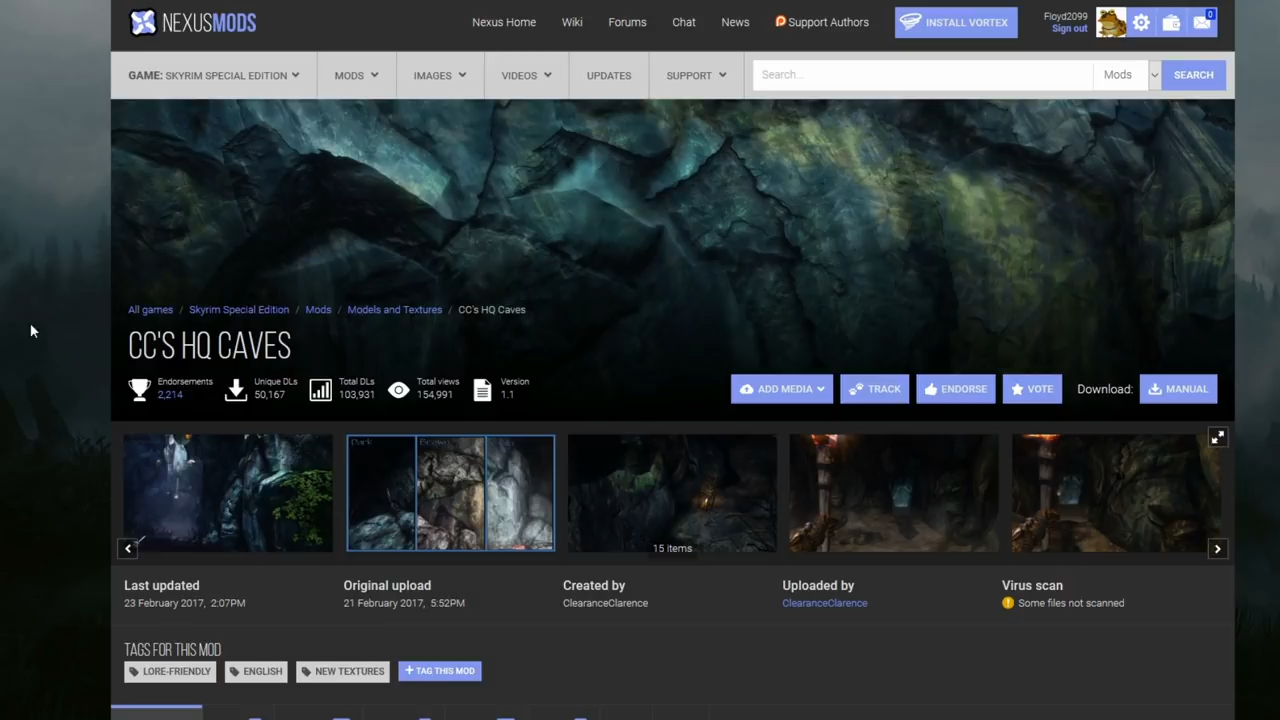 NEXUSMODS
Nexus Home Wiki Forums Chat News Support Authors
INSTALL VORTEX
Floyd2099
Sign out
0
GAME: SKYRIM SPECIAL EDITION MODS IMAGES VIDEOS UPDATES SUPPORT
Search... Mods SEARCH
All games / Skyrim Special Edition / Mods / Models and Textures / CC's HQ Caves
CC'S HQ CAVES
Endorsements Unique DLs Total DLs Total views Version
2,214 50,167 103,931 154,991 1.1
ADD MEDIA TRACK ENDORSE VOTE Download: MANUAL
Dark
15 items
Last updated Original upload Created by Uploaded by Virus scan
23 February 2017, 2:07PM 21 February 2017, 5:52PM ClearanceClarence ClearanceClarence Some files not scanned
TAGS FOR THIS MOD
LORE-FRIENDLY ENGLISH NEW TEXTURES + TAG THIS MOD